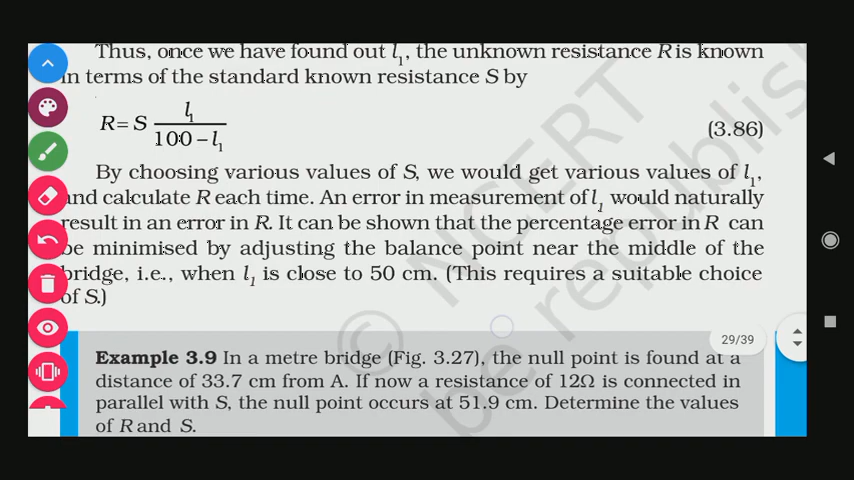 Thus, once we have found out l₁, the unknown resistance R is known
in terms of the standard known resistance S by
R = S l₁ / 100 – l₁
(3.86)
By choosing various values of S, we would get various values of l₁,
and calculate R each time. An error in measurement of l₁ would naturally
result in an error in R. It can be shown that the percentage error in R can
be minimised by adjusting the balance point near the middle of the
bridge, i.e., when l₁ is close to 50 cm. (This requires a suitable choice
of S.)
29/39
Example 3.9 In a metre bridge (Fig. 3.27), the null point is found at a
distance of 33.7 cm from A. If now a resistance of 12Ω is connected in
parallel with S, the null point occurs at 51.9 cm. Determine the values
of R and S.
© NCERT
be republis